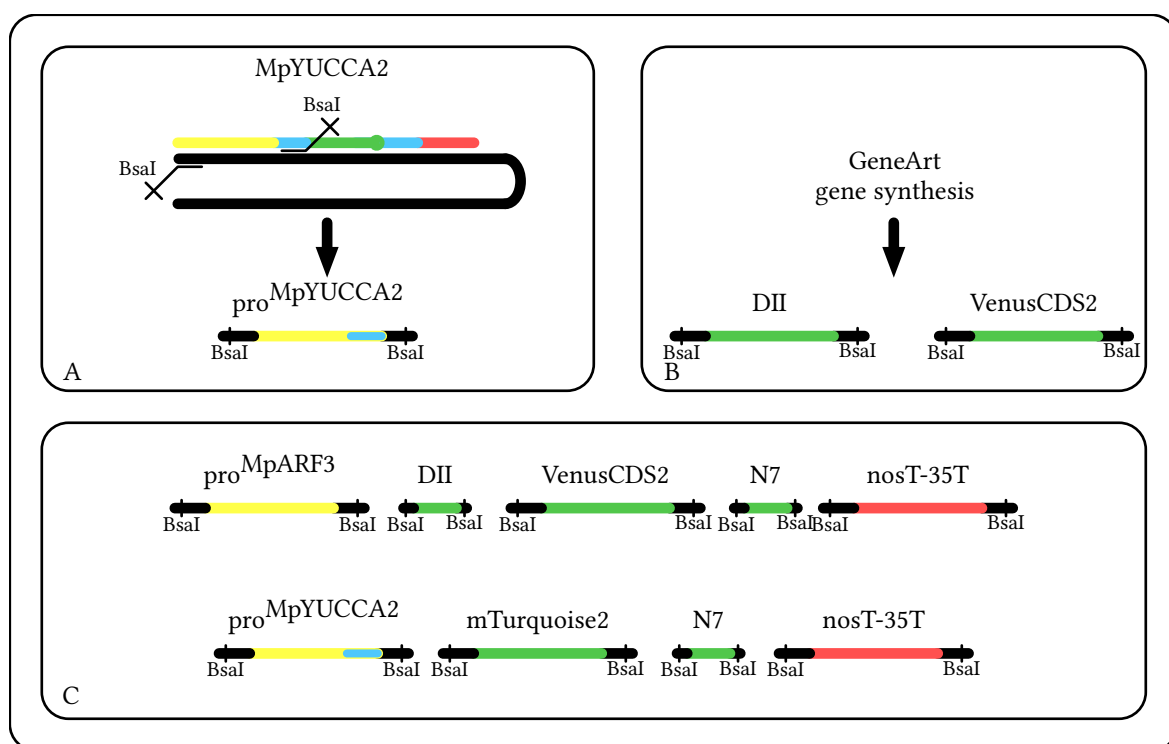 MpYUCCA2
BsaI
BsaI
proMpYUCCA2
BsaI BsaI
A
GeneArt
gene synthesis
DII VenusCDS2
BsaI BsaI BsaI BsaI
B
proMpARF3 DII VenusCDS2 N7 nosT-35T
BsaI BsaI BsaI BsaI BsaI BsaI BsaI BsaI BsaI BsaI
proMpYUCCA2 mTurquoise2 N7 nosT-35T
BsaI BsaI BsaI BsaI BsaI BsaI BsaI BsaI
C